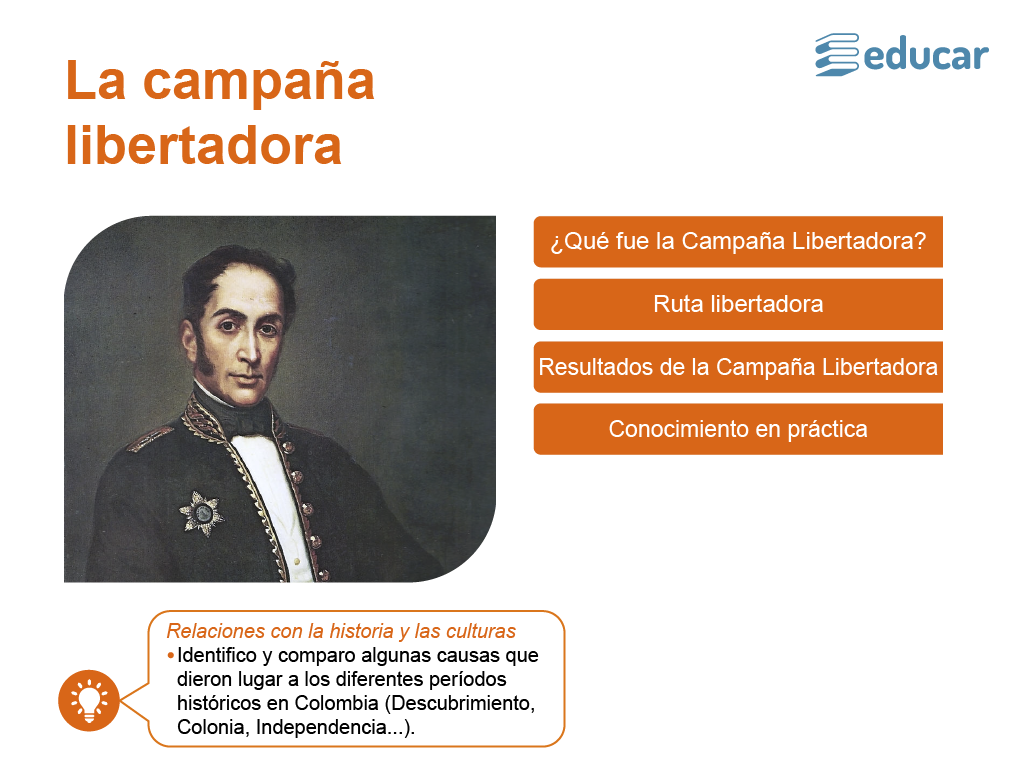 La campaña
libertadora
educar
¿Qué fue la Campaña Libertadora?
Ruta libertadora
Resultados de la Campaña Libertadora
Conocimiento en práctica
Relaciones con la historia y las culturas
•Identifico y comparo algunas causas que
dieron lugar a los diferentes períodos
históricos en Colombia (Descubrimiento,
Colonia, Independencia...).